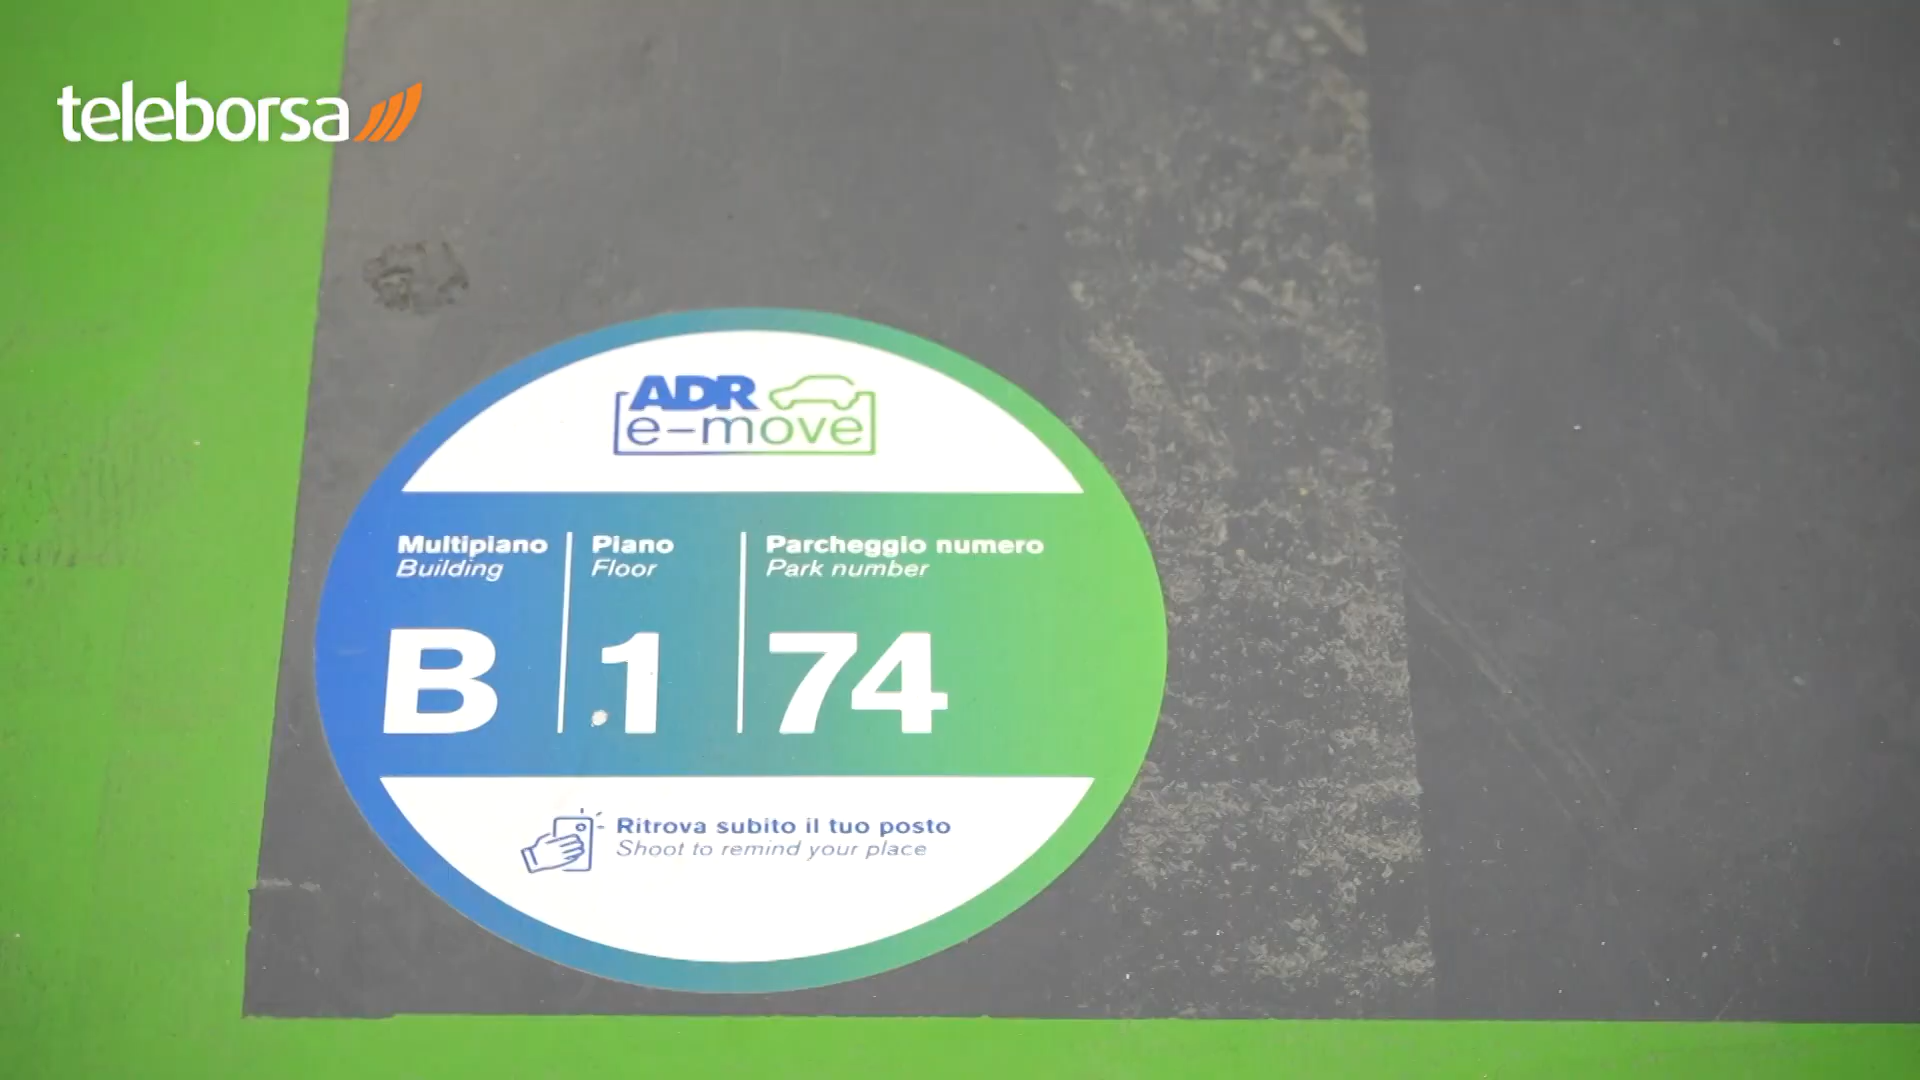 teleborsa
ADR
e-move
Multipiano
Building
Piano
Floor
Parcheggio numero
Park number
B
1
74
Ritrova subito il tuo posto
Shoot to remind your place